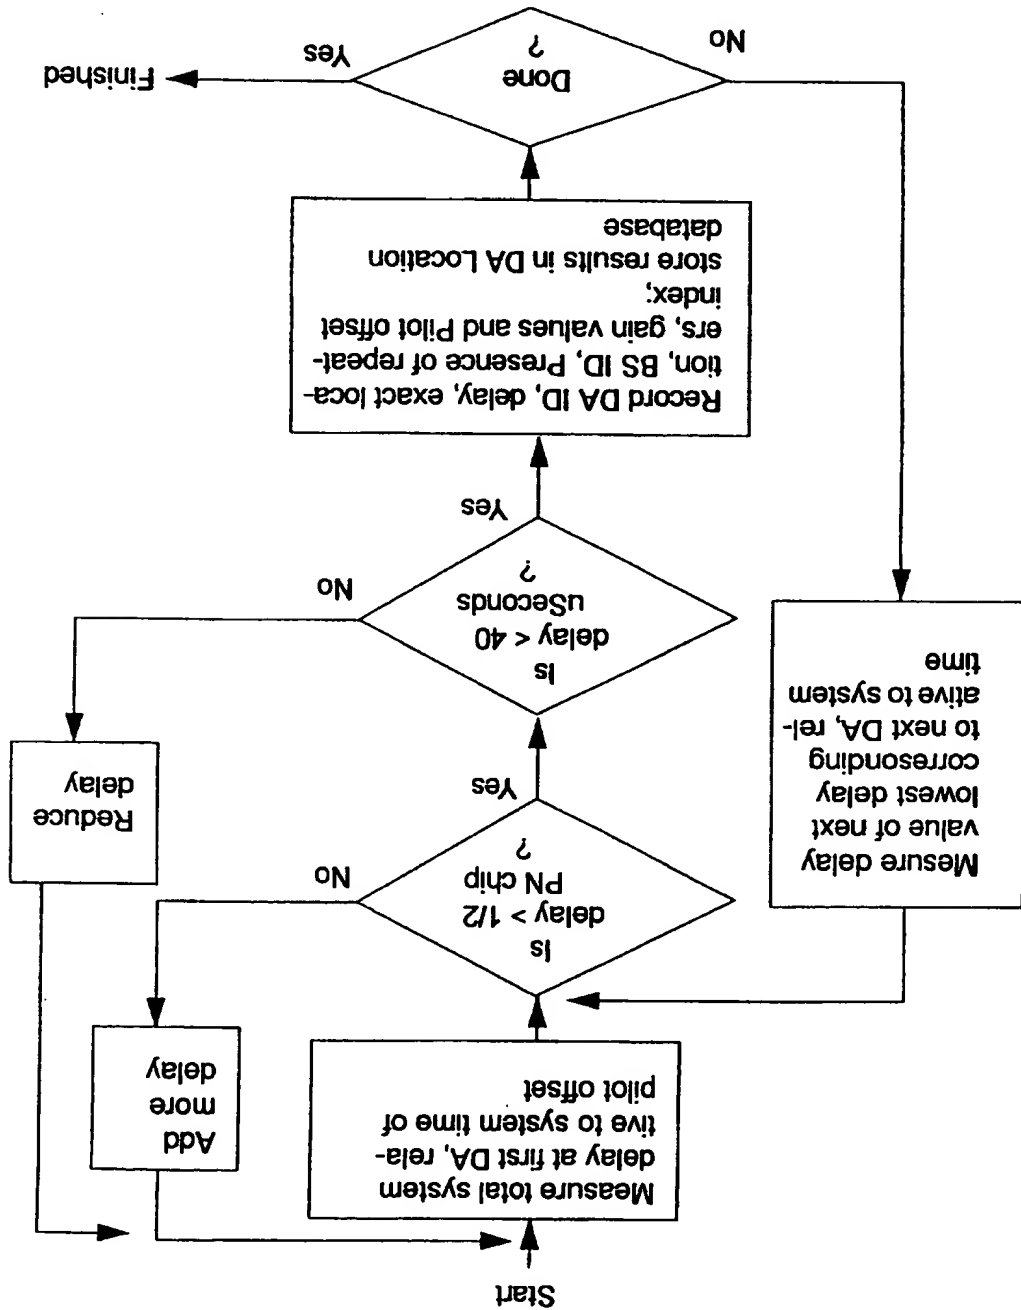 Start
Measure total system
delay at first DA, rela-
tive to system time of
pilot offset
Add
more
delay
Is
delay > 1/2
PN chip
?
No
Yes
Reduce
delay
Mesure delay
value of next
lowest delay
corresonding
to next DA, rel-
ative to system
time
Is
delay < 40
uSeconds
?
No
Yes
Record DA ID, delay, exact loca-
tion, BS ID, Presence of repeat-
ers, gain values and Pilot offset
index;
store results in DA Location
database
Done
?
No
Yes
Finished